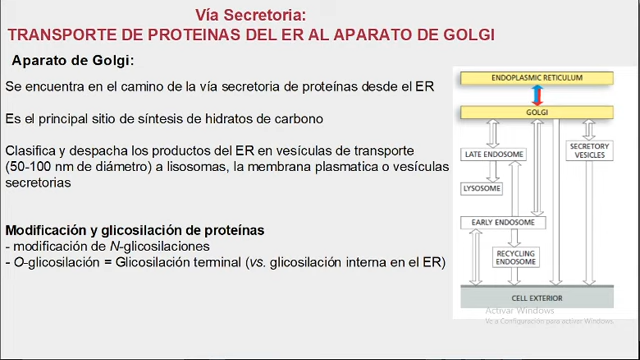 Vía Secretoria:
TRANSPORTE DE PROTEINAS DEL ER AL APARATO DE GOLGI
Aparato de Golgi:
Se encuentra en el camino de la vía secretoria de proteínas desde el ER
Es el principal sitio de síntesis de hidratos de carbono
Clasifica y despacha los productos del ER en vesículas de transporte
(50-100 nm de diámetro) a lisosomas, la membrana plasmatica o vesículas
secretorias
Modificación y glicosilación de proteínas
- modificación de N-glicosilaciones
- O-glicosilación = Glicosilación terminal (vs. glicosilación interna en el ER)
ENDOPLASMIC RETICULUM
GOLGI
LATE ENDOSOME
SECRETORY
VESICLES
LYSOSOME
EARLY ENDOSOME
RECYCLING
ENDOSOME
CELL EXTERIOR
Activar Windows
Ve a Configuración para activar Windows.